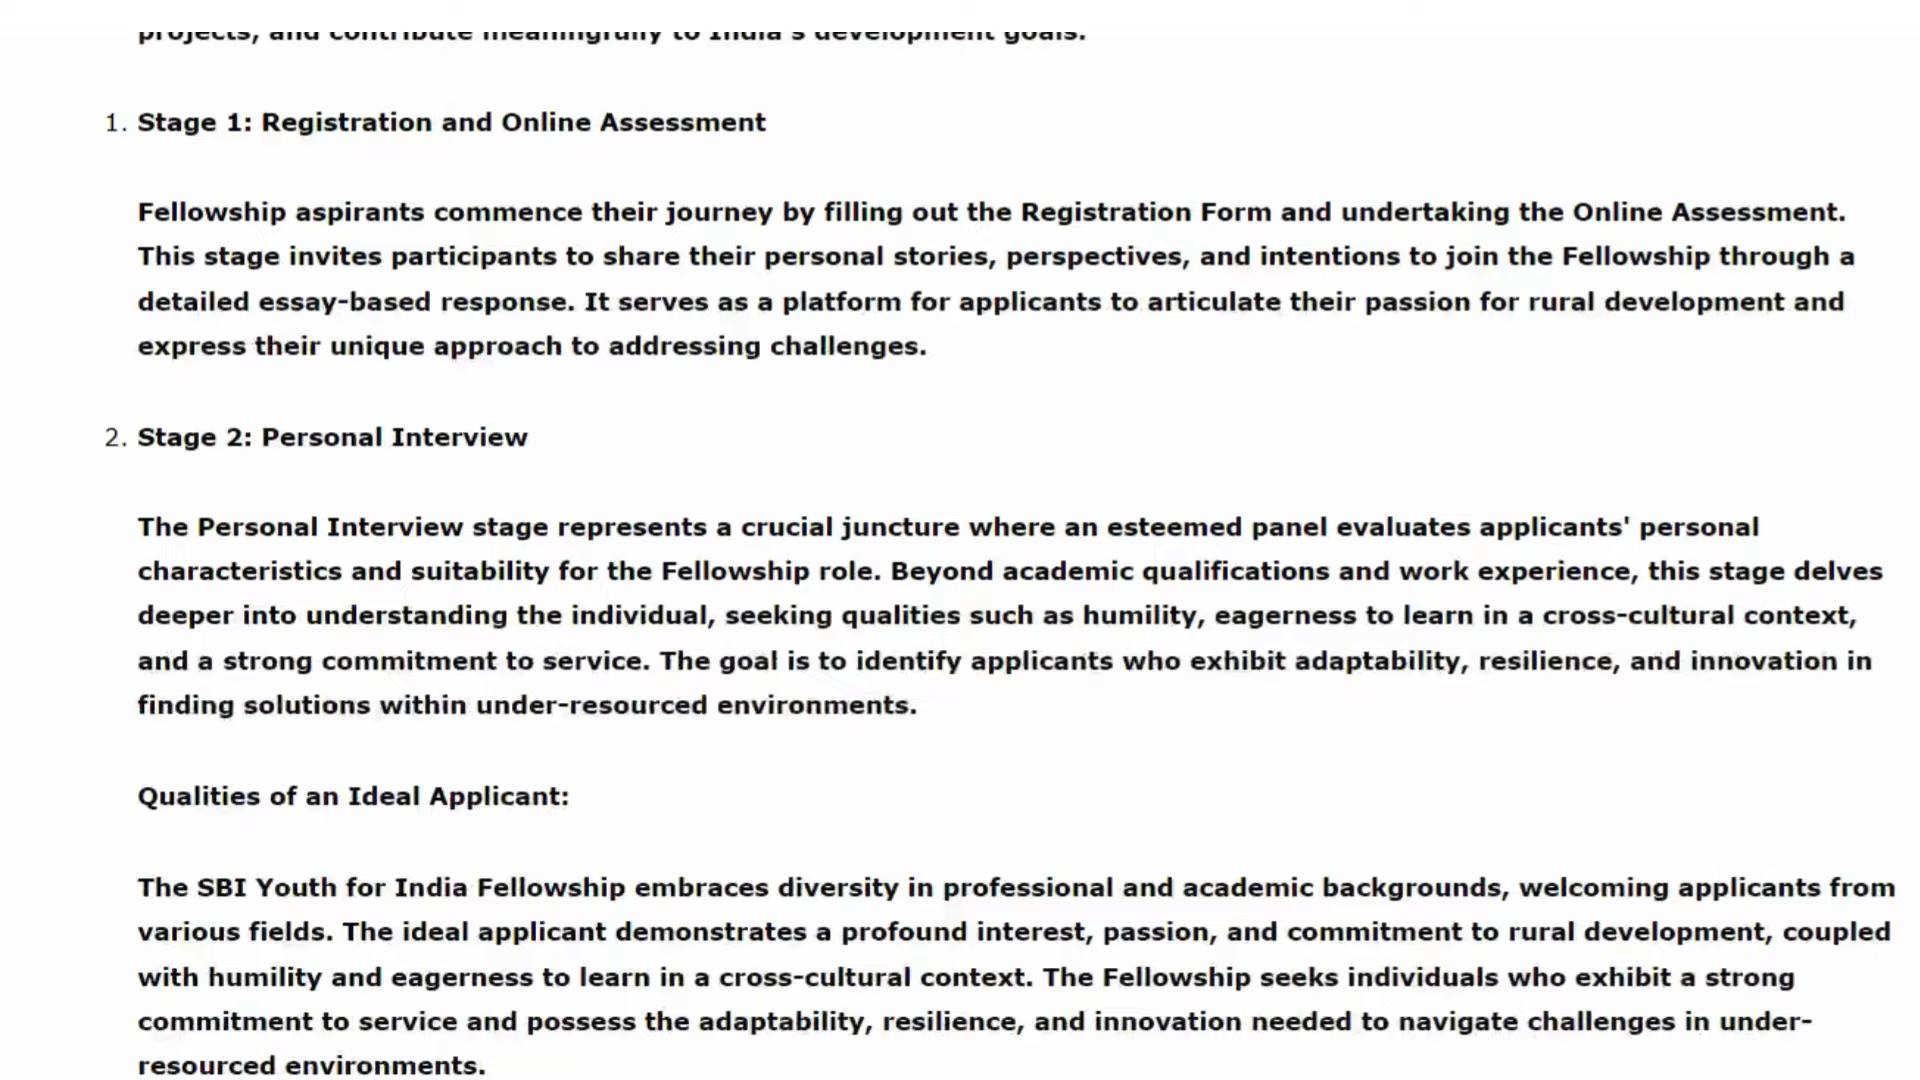 projects, and contribute meaningfully to India's development goals.
1. Stage 1: Registration and Online Assessment
Fellowship aspirants commence their journey by filling out the Registration Form and undertaking the Online Assessment.
This stage invites participants to share their personal stories, perspectives, and intentions to join the Fellowship through a
detailed essay-based response. It serves as a platform for applicants to articulate their passion for rural development and
express their unique approach to addressing challenges.
2. Stage 2: Personal Interview
The Personal Interview stage represents a crucial juncture where an esteemed panel evaluates applicants' personal
characteristics and suitability for the Fellowship role. Beyond academic qualifications and work experience, this stage delves
deeper into understanding the individual, seeking qualities such as humility, eagerness to learn in a cross-cultural context,
and a strong commitment to service. The goal is to identify applicants who exhibit adaptability, resilience, and innovation in
finding solutions within under-resourced environments.
Qualities of an Ideal Applicant:
The SBI Youth for India Fellowship embraces diversity in professional and academic backgrounds, welcoming applicants from
various fields. The ideal applicant demonstrates a profound interest, passion, and commitment to rural development, coupled
with humility and eagerness to learn in a cross-cultural context. The Fellowship seeks individuals who exhibit a strong
commitment to service and possess the adaptability, resilience, and innovation needed to navigate challenges in under-
resourced environments.